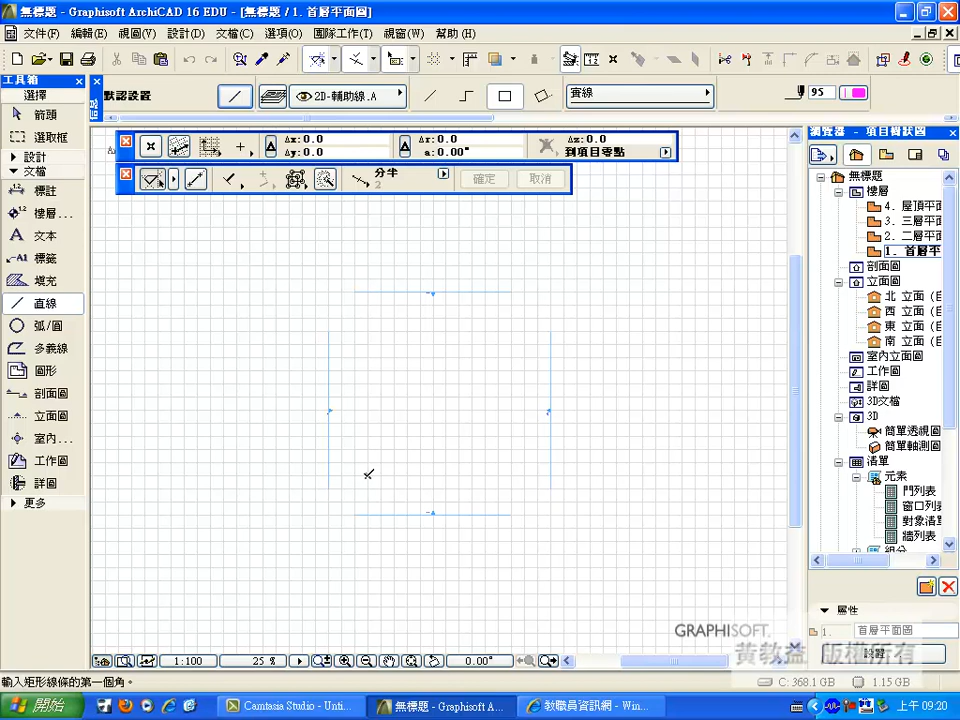 無標題 / Graphisoft ArchiCAD 16 EDU - [無標題 / 1. 首層平面圖]
文件(F) 編輯(E) 視圖(V) 設計(D) 文檔(C) 選項(O) 團隊工作(T) 視窗(W) 幫助(H)
工具箱
選擇
箭頭
選取框
設計
文檔
標註
樓層...
文本
標籤
填充
直線
弧/圓
多義線
圖形
剖面圖
立面圖
室內...
工作圖
詳圖
更多
默認設置
2D-輔助線.A
實線
95
Δx:0.0
Δy:0.0
Δr:0.0
a:0.00°
Δz:0.0
到項目零點
分半
2
確定
取消
瀏覽器 - 項目樹狀圖
無標題
樓層
4. 屋頂平面
3. 三層平面
2. 二層平面
1. 首層平
剖面圖
立面圖
北 立面 (自
西 立面 (自
東 立面 (自
南 立面 (自
室內立面圖
工作圖
詳圖
3D文檔
3D
簡單透視圖
簡單軸測圖
清單
元素
門列表
窗口列表
對象清單
牆列表
屬性
1.
首層平面圖
設置...
GRAPHISOFT.
黃教益 版權所有
1:100
25 %
0.00°
輸入矩形線條的第一個角。
C: 368.1 GB
1.15 GB
開始
Camtasia Studio - Unti...
無標題 - Graphisoft A...
教職員資訊網 - Win...
上午 09:20